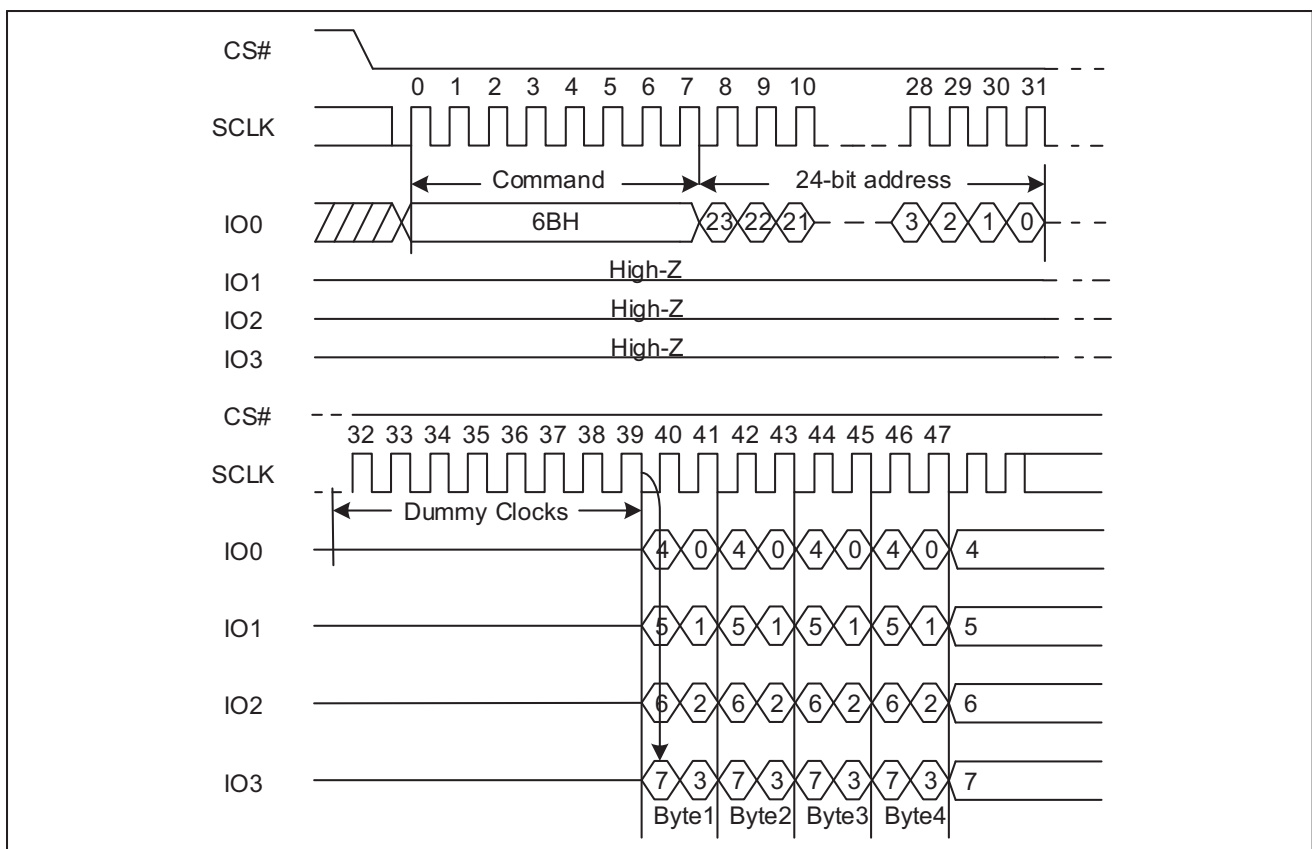 CS#
0 1 2 3 4 5 6 7 8 9 10 28 29 30 31
SCLK
Command 24-bit address
IO0 6BH 23 22 21 3 2 1 0
IO1 High-Z
IO2 High-Z
IO3 High-Z
CS#
32 33 34 35 36 37 38 39 40 41 42 43 44 45 46 47
SCLK
Dummy Clocks
IO0 4 0 4 0 4 0 4 0 4
IO1 5 1 5 1 5 1 5 1 5
IO2 6 2 6 2 6 2 6 2 6
IO3 7 3 7 3 7 3 7 3 7
Byte1 Byte2 Byte3 Byte4